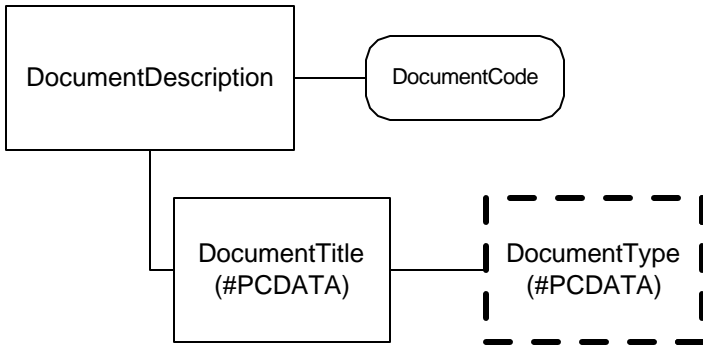 DocumentDescription
DocumentCode
DocumentTitle
(#PCDATA)
DocumentType
(#PCDATA)